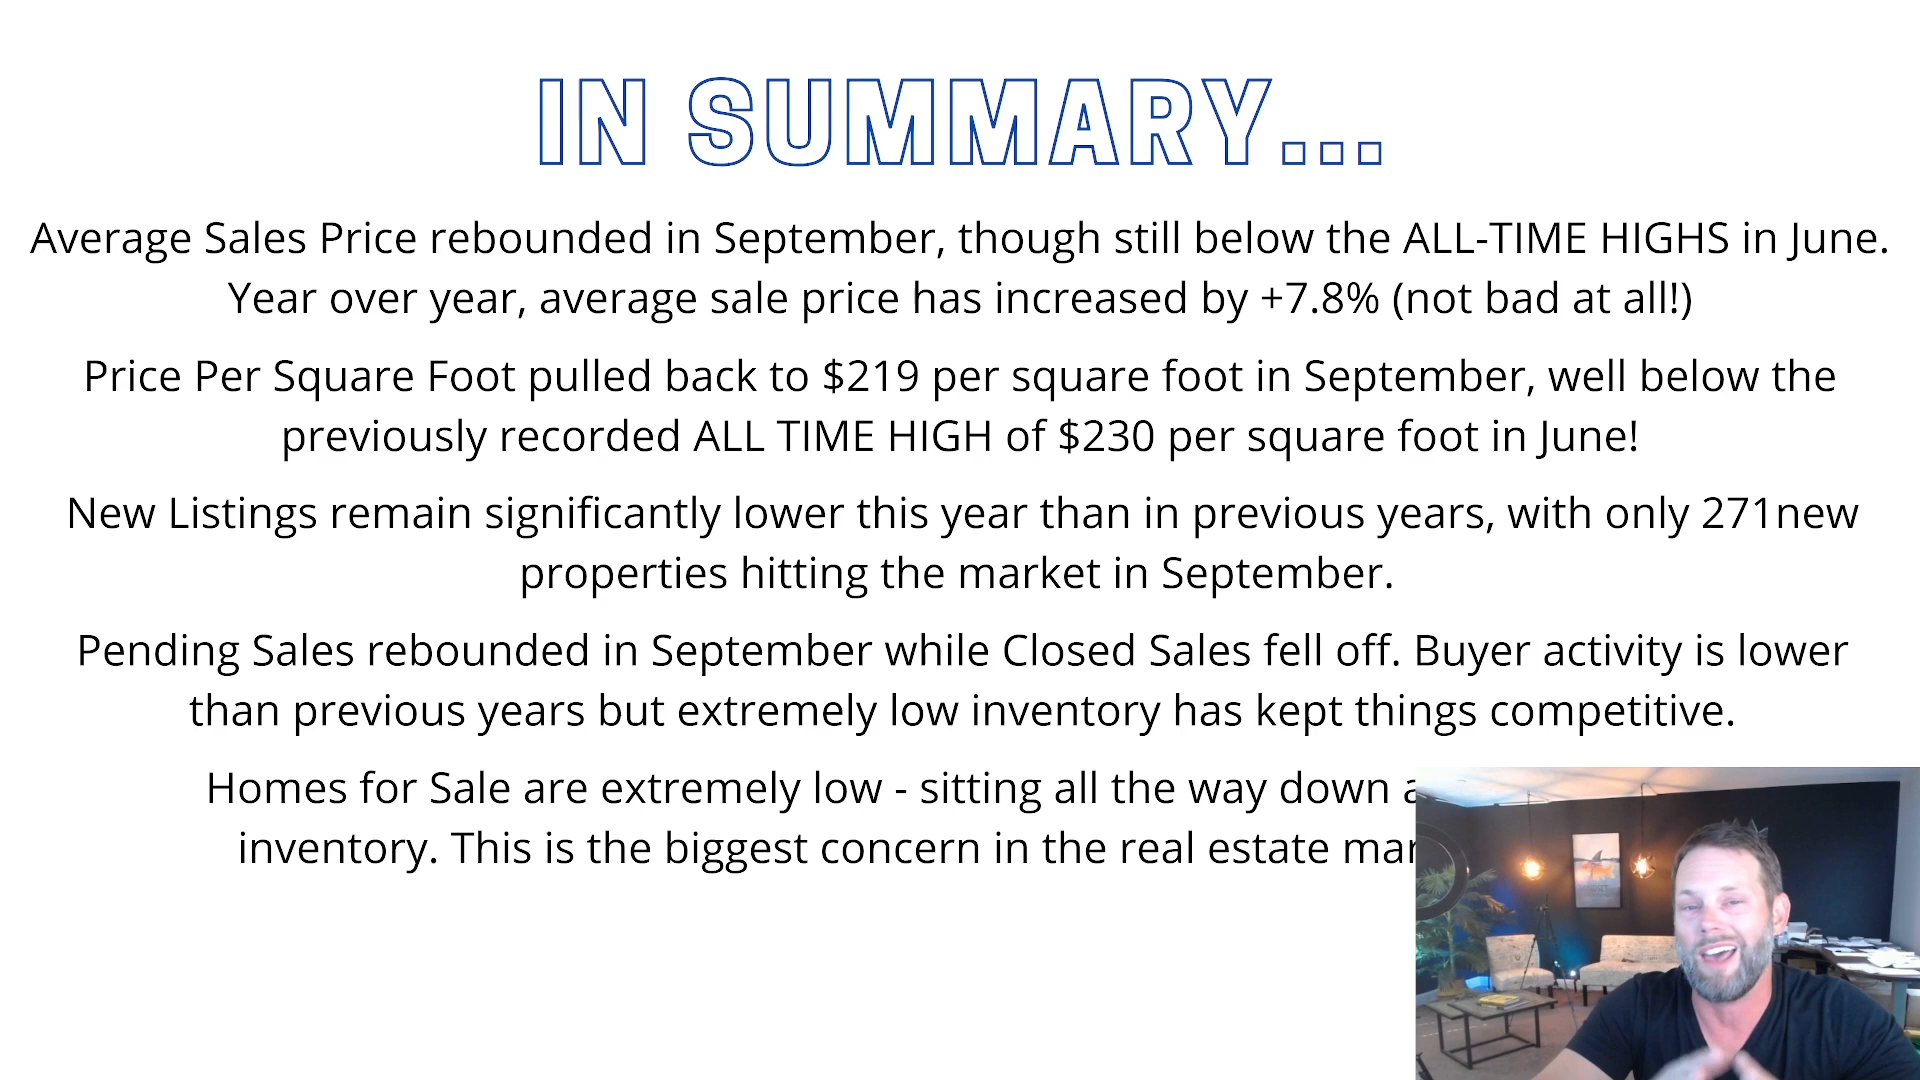 IN SUMMARY...
Average Sales Price rebounded in September, though still below the ALL-TIME HIGHS in June.
Year over year, average sale price has increased by +7.8% (not bad at all!)
Price Per Square Foot pulled back to $219 per square foot in September, well below the
previously recorded ALL TIME HIGH of $230 per square foot in June!
New Listings remain significantly lower this year than in previous years, with only 271new
properties hitting the market in September.
Pending Sales rebounded in September while Closed Sales fell off. Buyer activity is lower
than previous years but extremely low inventory has kept things competitive.
Homes for Sale are extremely low - sitting all the way down
inventory. This is the biggest concern in the real estate